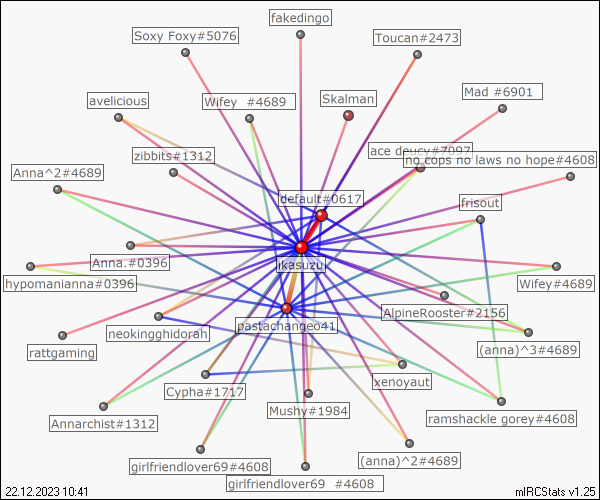 fakedingo
Soxy Foxy#5076
Toucan#2473
Mad #6901
avelicious
Wifey #4689
Skalman
zibbits#1312
ace deucy#7097
no cops no laws no hope#4608
Anna^2#4689
default#0617
frisout
Anna.#0396
ikasuzu
hypomanianna#0396
Wifey#4689
AlpineRooster#2156
pastachangeo41
neokingghidorah
rattgaming
(anna)^3#4689
xenoyaut
Cypha#1717
Mushy#1984
ramshackle gorey#4608
Annarchist#1312
(anna)^2#4689
girlfriendlover69#4608
girlfriendlover69 #4608
22.12.2023 10:41
mIRCStats v1.25